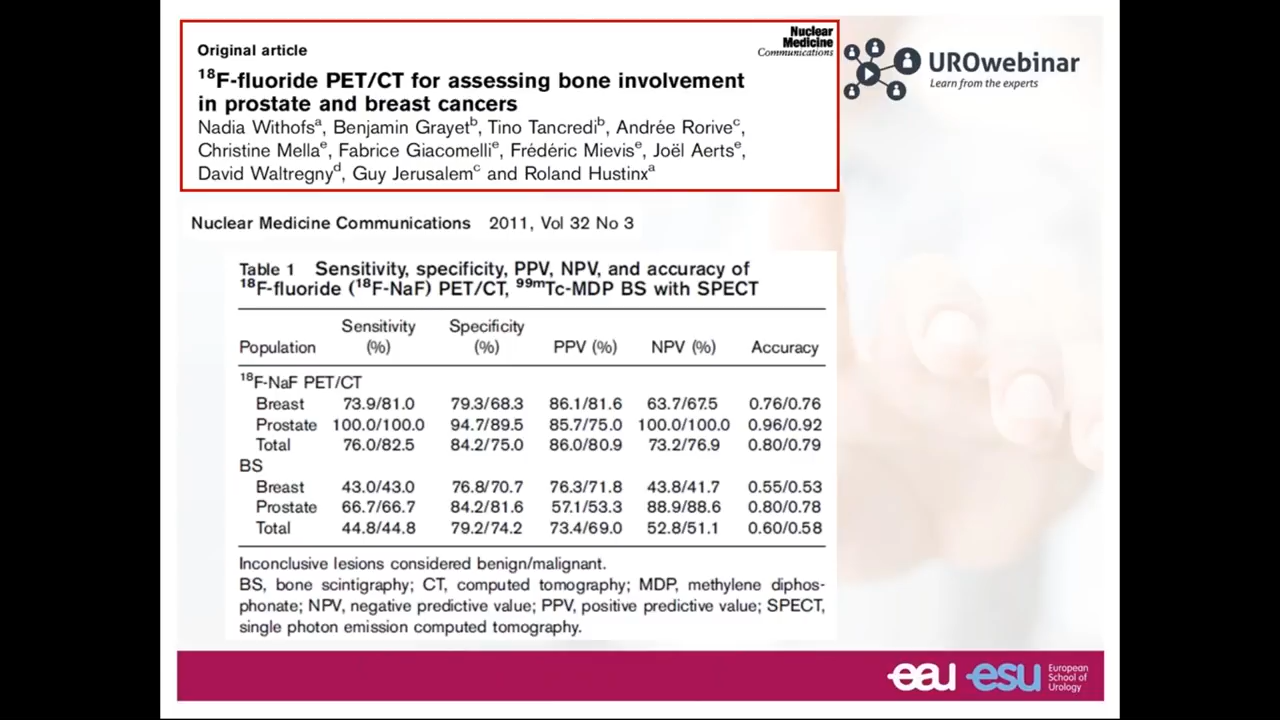 Original article
Nuclear
Medicine
Communications
¹⁸F-fluoride PET/CT for assessing bone involvement
in prostate and breast cancers
Nadia Withofsᵃ, Benjamin Grayetᵇ, Tino Tancrediᵇ, Andrée Roriveᶜ,
Christine Mellaᵉ, Fabrice Giacomelliᵉ, Frédéric Mievisᵉ, Joël Aertsᵉ,
David Waltregnyᵈ, Guy Jerusalemᶜ and Roland Hustinxᵃ
UROwebinar
Learn from the experts
Nuclear Medicine Communications 2011, Vol 32 No 3
Table 1 Sensitivity, specificity, PPV, NPV, and accuracy of
¹⁸F-fluoride (¹⁸F-NaF) PET/CT, ⁹⁹ᵐTc-MDP BS with SPECT
Sensitivity Specificity
Population (%) (%) PPV (%) NPV (%) Accuracy
¹⁸F-NaF PET/CT
Breast 73.9/81.0 79.3/68.3 86.1/81.6 63.7/67.5 0.76/0.76
Prostate 100.0/100.0 94.7/89.5 85.7/75.0 100.0/100.0 0.96/0.92
Total 76.0/82.5 84.2/75.0 86.0/80.9 73.2/76.9 0.80/0.79
BS
Breast 43.0/43.0 76.8/70.7 76.3/71.8 43.8/41.7 0.55/0.53
Prostate 66.7/66.7 84.2/81.6 57.1/53.3 88.9/88.6 0.80/0.78
Total 44.8/44.8 79.2/74.2 73.4/69.0 52.8/51.1 0.60/0.58
Inconclusive lesions considered benign/malignant.
BS, bone scintigraphy; CT, computed tomography; MDP, methylene diphos-
phonate; NPV, negative predictive value; PPV, positive predictive value; SPECT,
single photon emission computed tomography.
eau esu
European
School of
Urology